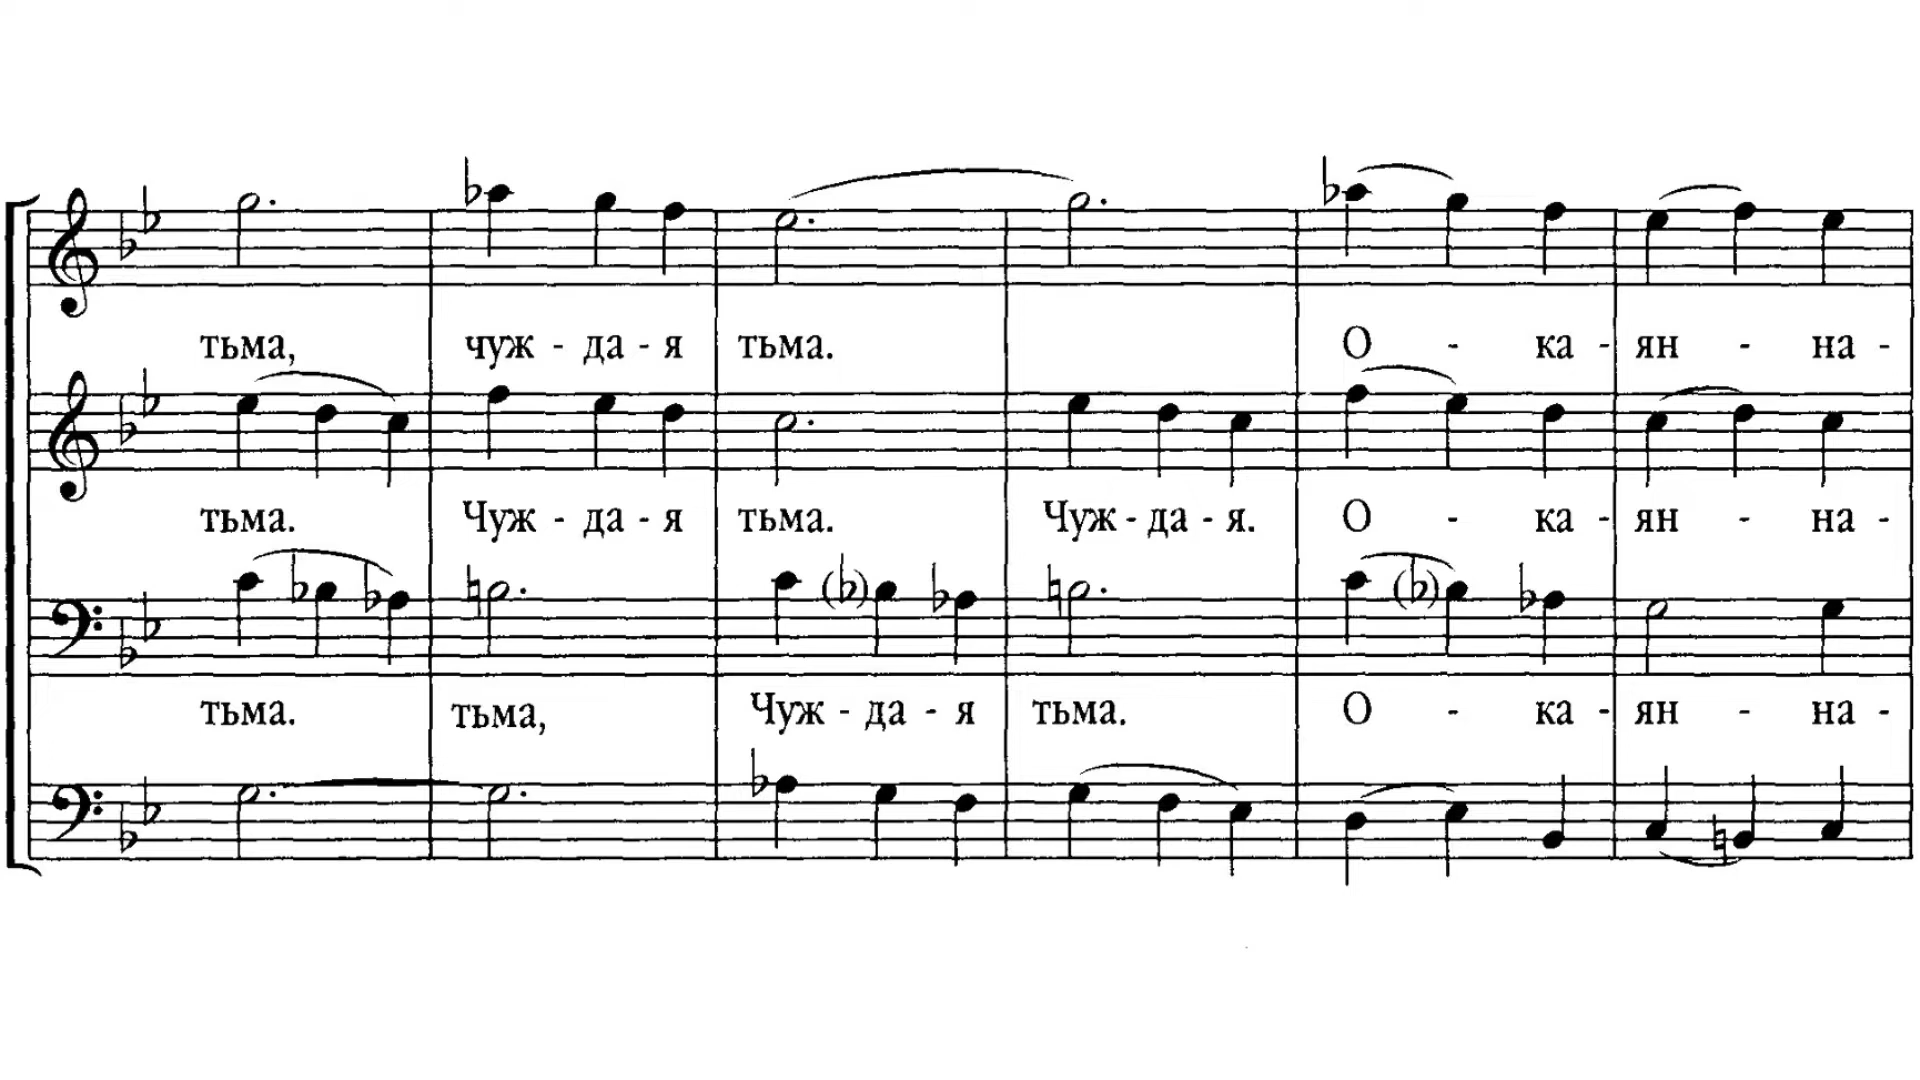 тьма, чуж - да - я тьма. О - ка - ян - на -
тьма. Чуж - да - я тьма. Чуж - да - я. О - ка - ян - на -
тьма. тьма, Чуж - да - я тьма. О - ка - ян - на -